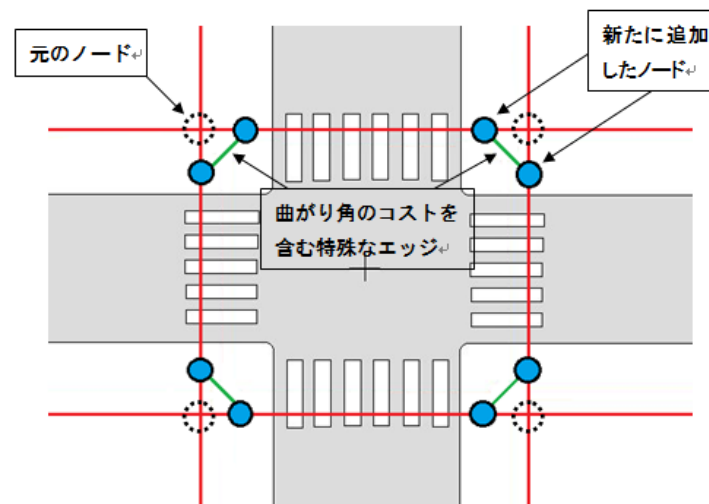 元のノード↵
新たに追加
したノード↵
曲がり角のコストを
含む特殊なエッジ↵